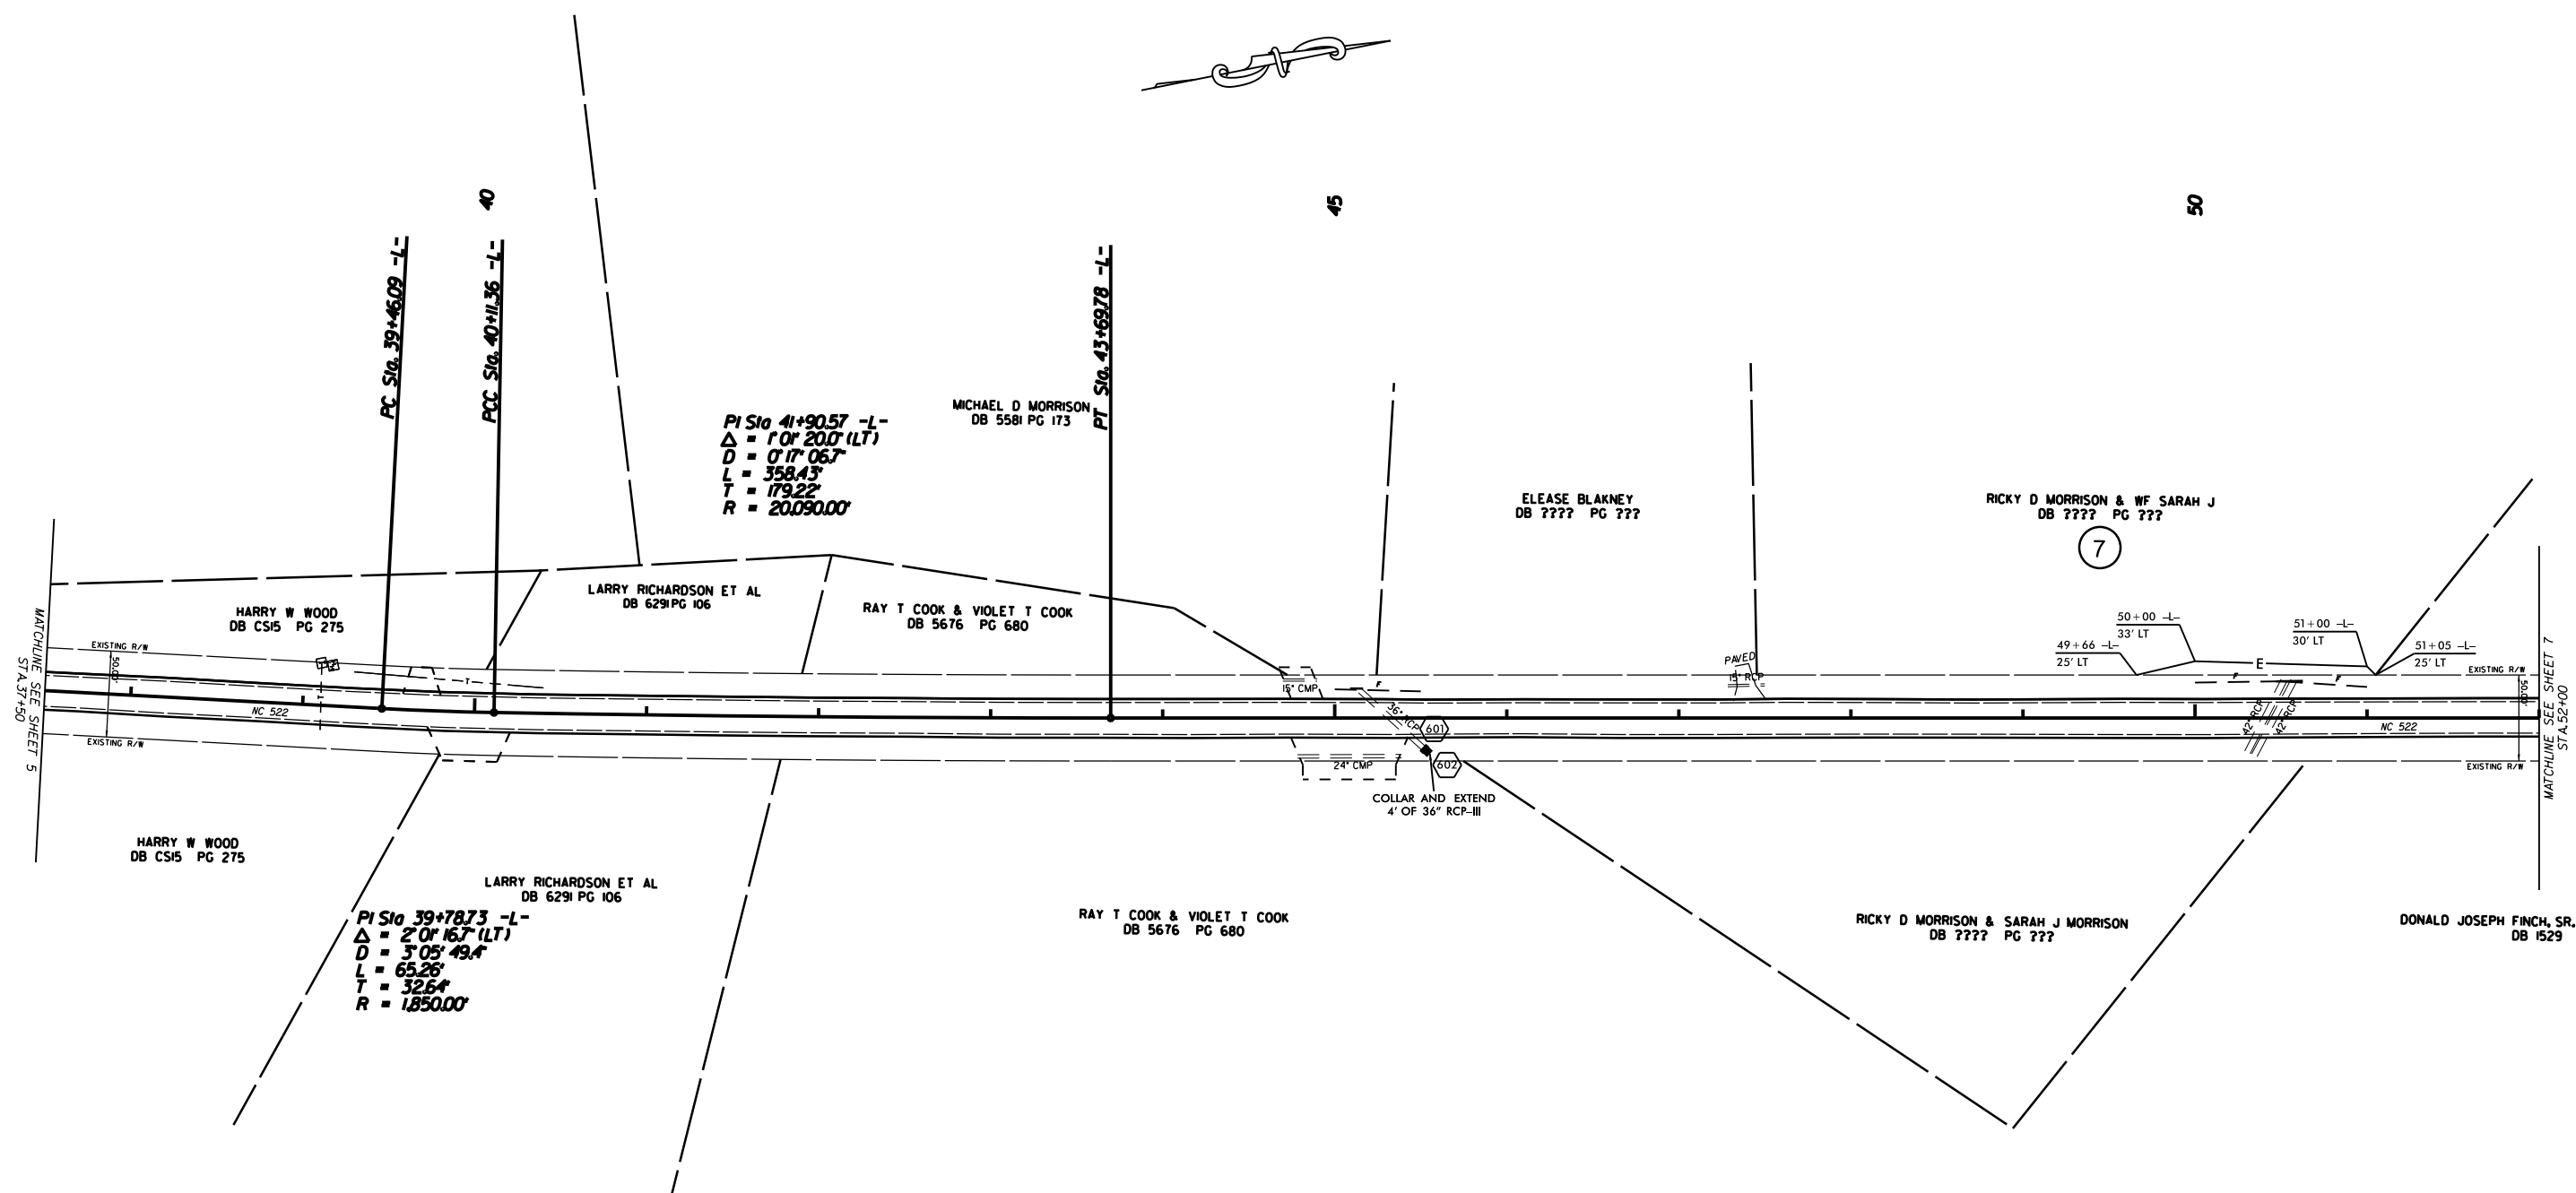 40
45
50
PC Sta. 39+46.09 -L-
PCC Sta. 40+11.36 -L-
PT Sta. 43+69.78 -L-
PI Sta 41+90.57 -L-
Δ = 1° 01' 20.0" (LT)
D = 0° 17' 06.7"
L = 358.43'
T = 179.22'
R = 20,090.00'
MICHAEL D MORRISON
DB 5581 PG 173
ELEASE BLAKNEY
DB ???? PG ???
RICKY D MORRISON & WF SARAH J
DB ???? PG ???
7
HARRY W WOOD
DB CS15 PG 275
LARRY RICHARDSON ET AL
DB 6291 PG 106
RAY T COOK & VIOLET T COOK
DB 5676 PG 680
50+00 -L-
33' LT
51+00 -L-
30' LT
49+66 -L-
25' LT
51+05 -L-
25' LT
E
MATCHLINE SEE SHEET 5
STA.37+50
EXISTING R/W
50.00'
T
NC 522
EXISTING R/W
15" CMP
F
36" RCP
601
602
24" CMP
COLLAR AND EXTEND
4' OF 36" RCP-III
PAVED
15" RCP
F
F
42" RCP
42" RCP
EXISTING R/W
50.00'
NC 522
EXISTING R/W
MATCHLINE SEE SHEET 7
STA.52+00
HARRY W WOOD
DB CS15 PG 275
LARRY RICHARDSON ET AL
DB 6291 PG 106
PI Sta 39+78.73 -L-
Δ = 2° 01' 16.7" (LT)
D = 3° 05' 49.4"
L = 65.26'
T = 32.64'
R = 1,850.00'
RAY T COOK & VIOLET T COOK
DB 5676 PG 680
RICKY D MORRISON & SARAH J MORRISON
DB ???? PG ???
DONALD JOSEPH FINCH, SR.
DB 1529